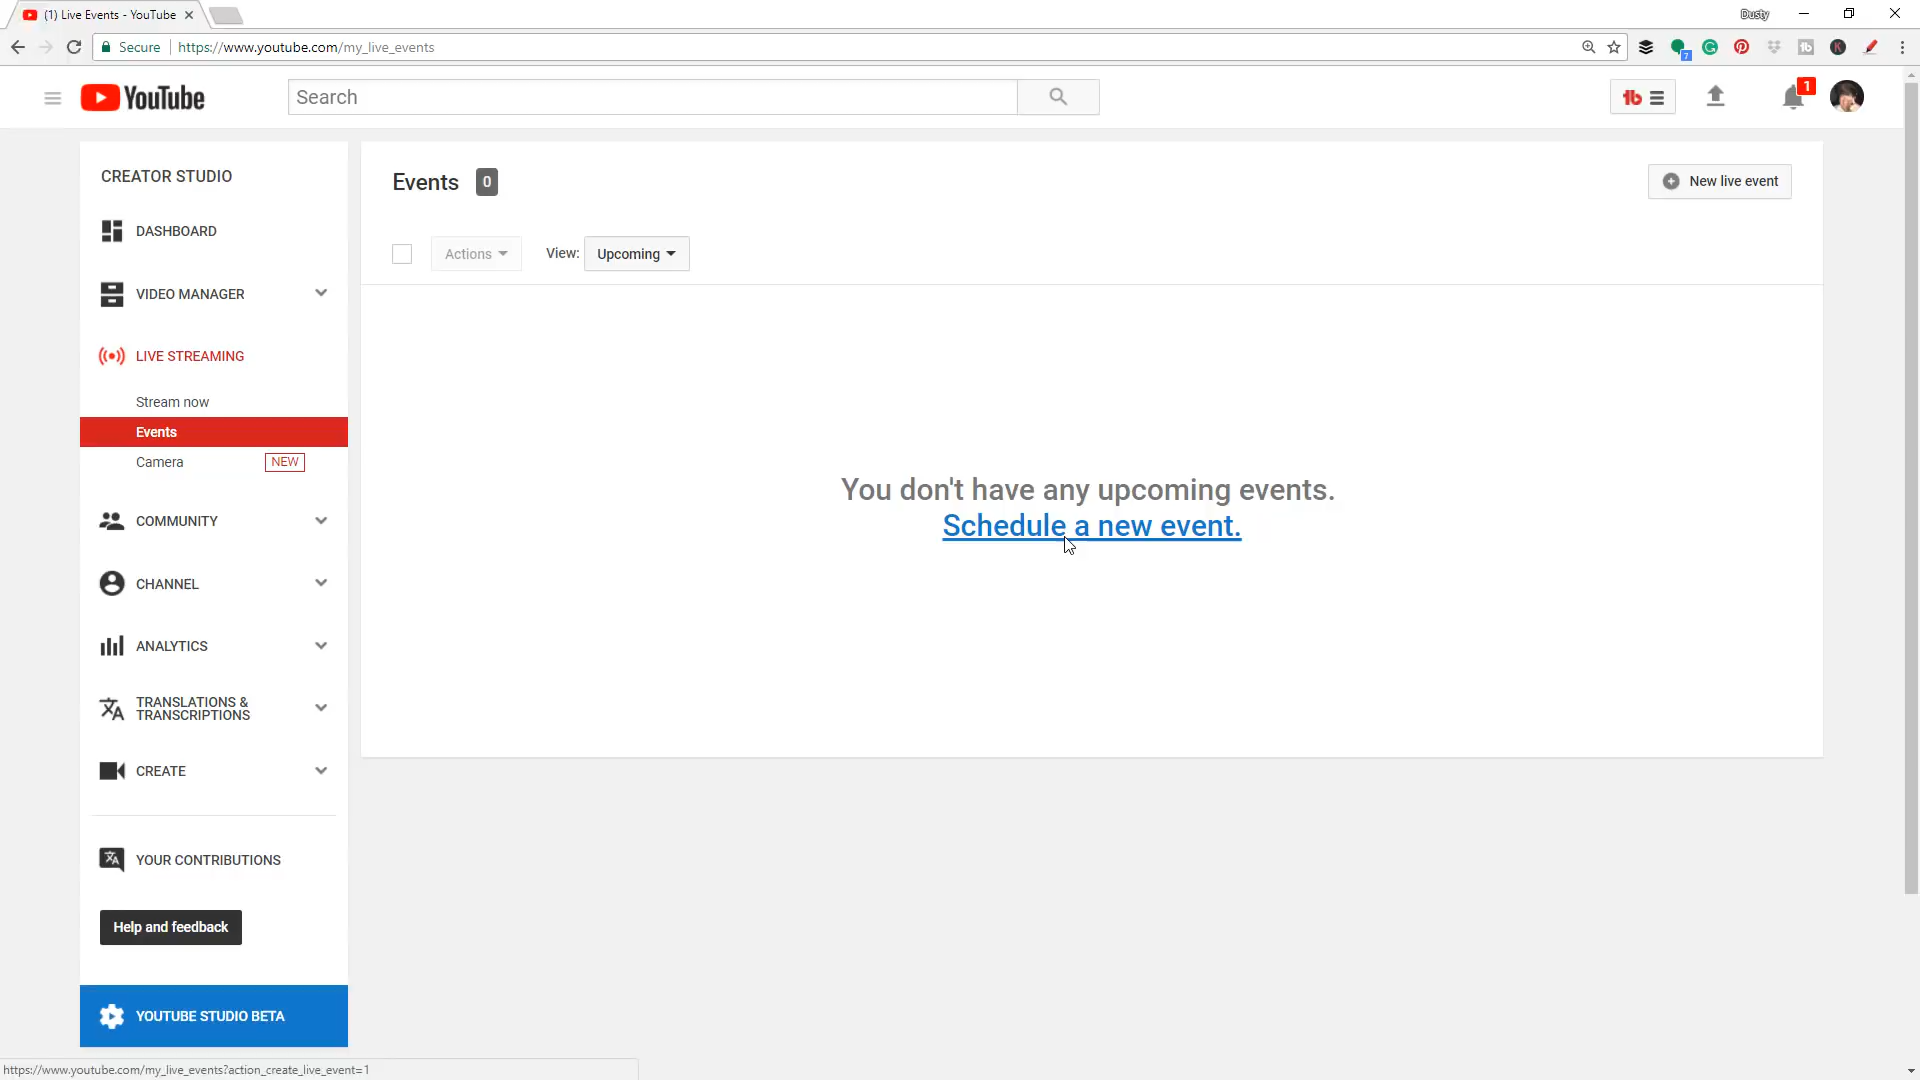 (1) Live Events - YouTube
Dusty
Secure
https://www.youtube.com/my_live_events
7
YouTube
Search
1
CREATOR STUDIO
DASHBOARD
VIDEO MANAGER
LIVE STREAMING
Stream now
Events
Camera NEW
COMMUNITY
CHANNEL
ANALYTICS
TRANSLATIONS &
TRANSCRIPTIONS
CREATE
YOUR CONTRIBUTIONS
Help and feedback
YOUTUBE STUDIO BETA
Events 0
New live event
Actions
View: Upcoming
You don't have any upcoming events.
Schedule a new event.
https://www.youtube.com/my_live_events?action_create_live_event=1